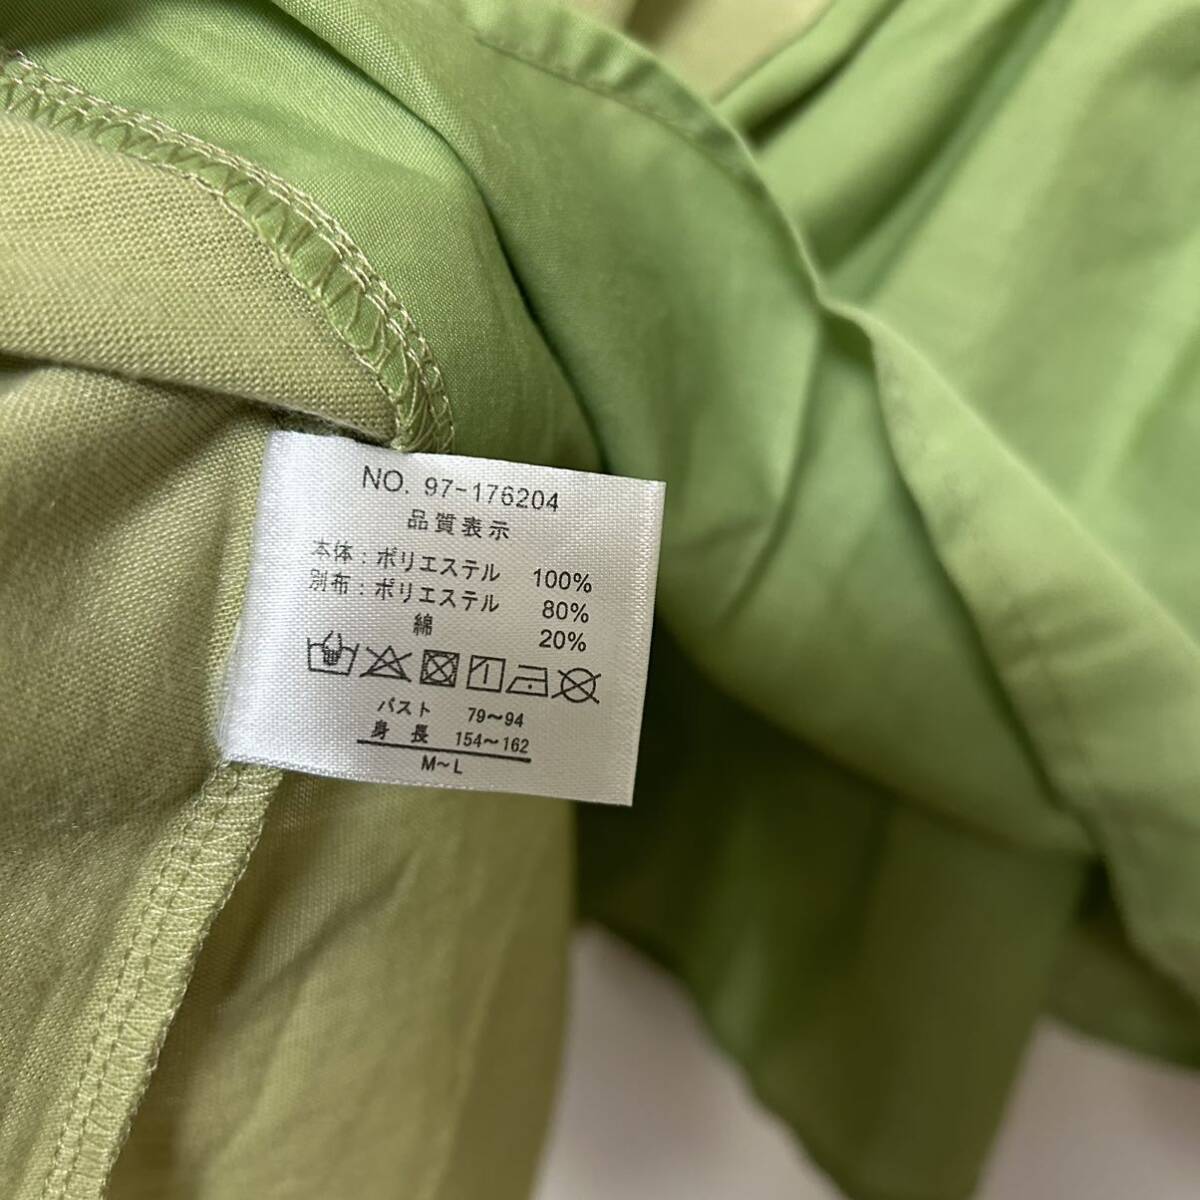 NO. 97-176204
品質表示
本体：ポリエステル 100%
別布：ポリエステル 80%
綿 20%
バスト 79～94
身長 154～162
M～L